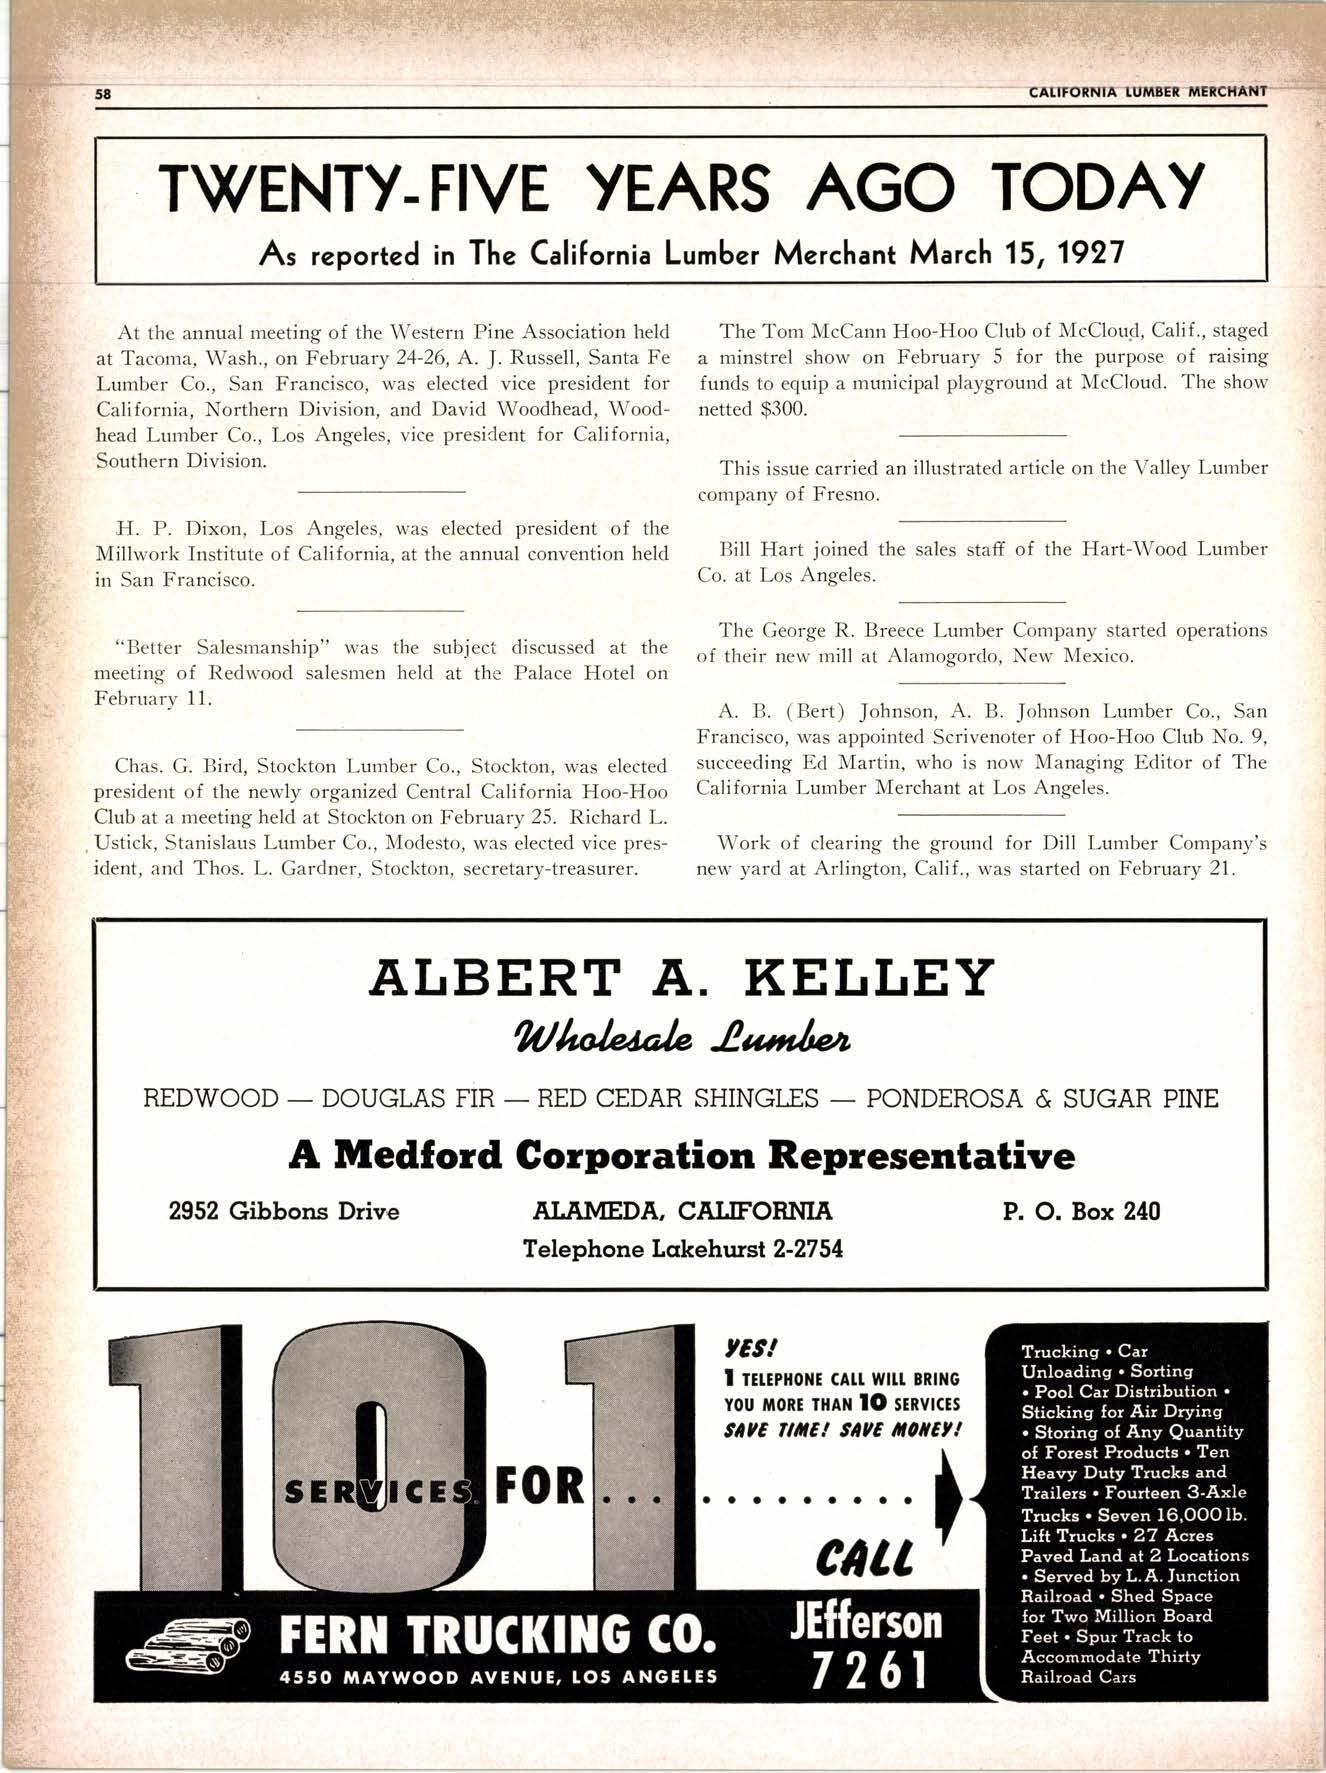 58
CALIFORNIA LUMBER MERCHANT
TWENTY-FIVE YEARS AGO TODAY
As reported in The California Lumber Merchant March 15, 1927
At the annual meeting of the Western Pine Association held
at Tacoma, Wash., on February 24-26, A. J. Russell, Santa Fe
Lumber Co., San Francisco, was elected vice president for
California, Northern Division, and David Woodhead, Wood-
head Lumber Co., Los Angeles, vice president for California,
Southern Division.
H. P. Dixon, Los Angeles, was elected president of the
Millwork Institute of California, at the annual convention held
in San Francisco.
"Better Salesmanship" was the subject discussed at the
meeting of Redwood salesmen held at the Palace Hotel on
February 11.
Chas. G. Bird, Stockton Lumber Co., Stockton, was elected
president of the newly organized Central California Hoo-Hoo
Club at a meeting held at Stockton on February 25. Richard L.
Ustick, Stanislaus Lumber Co., Modesto, was elected vice pres-
ident, and Thos. L. Gardner, Stockton, secretary-treasurer.
The Tom McCann Hoo-Hoo Club of McCloud, Calif., staged
a minstrel show on February 5 for the purpose of raising
funds to equip a municipal playground at McCloud. The show
netted $300.
This issue carried an illustrated article on the Valley Lumber
company of Fresno.
Bill Hart joined the sales staff of the Hart-Wood Lumber
Co. at Los Angeles.
The George R. Breece Lumber Company started operations
of their new mill at Alamogordo, New Mexico.
A. B. (Bert) Johnson, A. B. Johnson Lumber Co., San
Francisco, was appointed Scrivenoter of Hoo-Hoo Club No. 9,
succeeding Ed Martin, who is now Managing Editor of The
California Lumber Merchant at Los Angeles.
Work of clearing the ground for Dill Lumber Company's
new yard at Arlington, Calif., was started on February 21.
ALBERT A. KELLEY
Wholesale Lumber
REDWOOD — DOUGLAS FIR — RED CEDAR SHINGLES — PONDEROSA & SUGAR PINE
A Medford Corporation Representative
2952 Gibbons Drive ALAMEDA, CALIFORNIA P. O. Box 240
Telephone Lakehurst 2-2754
101
SERVICES FOR... ..........
YES!
1 TELEPHONE CALL WILL BRING
YOU MORE THAN 10 SERVICES
SAVE TIME! SAVE MONEY!
CALL
JEfferson
7261
FERN TRUCKING CO.
4550 MAYWOOD AVENUE, LOS ANGELES
Trucking • Car
Unloading • Sorting
• Pool Car Distribution •
Sticking for Air Drying
• Storing of Any Quantity
of Forest Products • Ten
Heavy Duty Trucks and
Trailers • Fourteen 3-Axle
Trucks • Seven 16,000 lb.
Lift Trucks • 27 Acres
Paved Land at 2 Locations
• Served by L.A. Junction
Railroad • Shed Space
for Two Million Board
Feet • Spur Track to
Accommodate Thirty
Railroad Cars